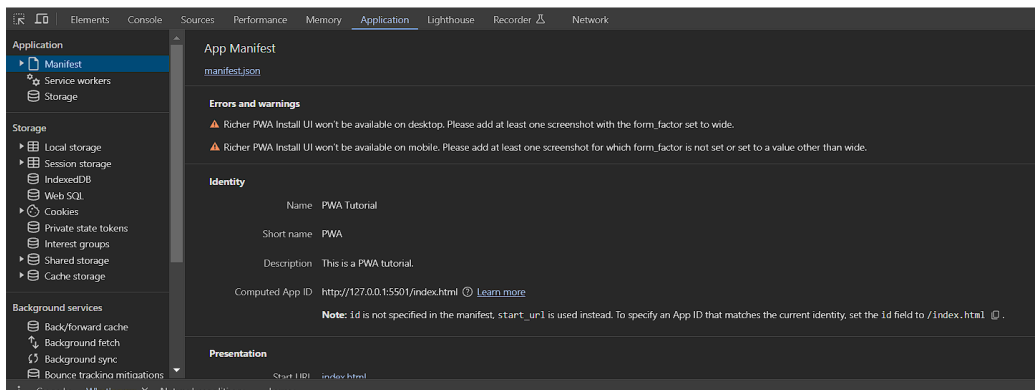 Elements Console Sources Performance Memory Application Lighthouse Recorder Network
Application
Manifest
Service workers
Storage
Storage
Local storage
Session storage
IndexedDB
Web SQL
Cookies
Private state tokens
Interest groups
Shared storage
Cache storage
Background services
Back/forward cache
Background fetch
Background sync
Bounce tracking mitigations
App Manifest
manifest.json
Errors and warnings
Richer PWA Install UI won't be available on desktop. Please add at least one screenshot with the form_factor set to wide.
Richer PWA Install UI won't be available on mobile. Please add at least one screenshot for which form_factor is not set or set to a value other than wide.
Identity
Name PWA Tutorial
Short name PWA
Description This is a PWA tutorial.
Computed App ID http://127.0.0.1:5501/index.html Learn more
Note: id is not specified in the manifest, start_url is used instead. To specify an App ID that matches the current identity, set the id field to /index.html .
Presentation
Start URL index.html